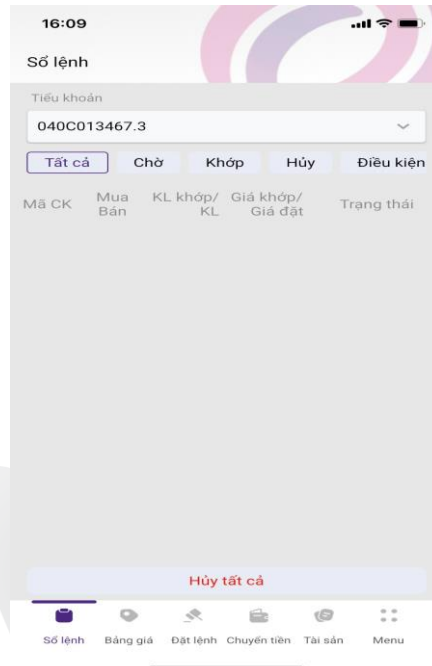 16:09
Sổ lệnh
Tiểu khoản
040C013467.3
Tất cả Chờ Khớp Hủy Điều kiện
Mã CK Mua Bán KL khớp/ KL Giá khớp/ Giá đặt Trạng thái
Hủy tất cả
Sổ lệnh Bảng giá Đặt lệnh Chuyển tiền Tài sản Menu